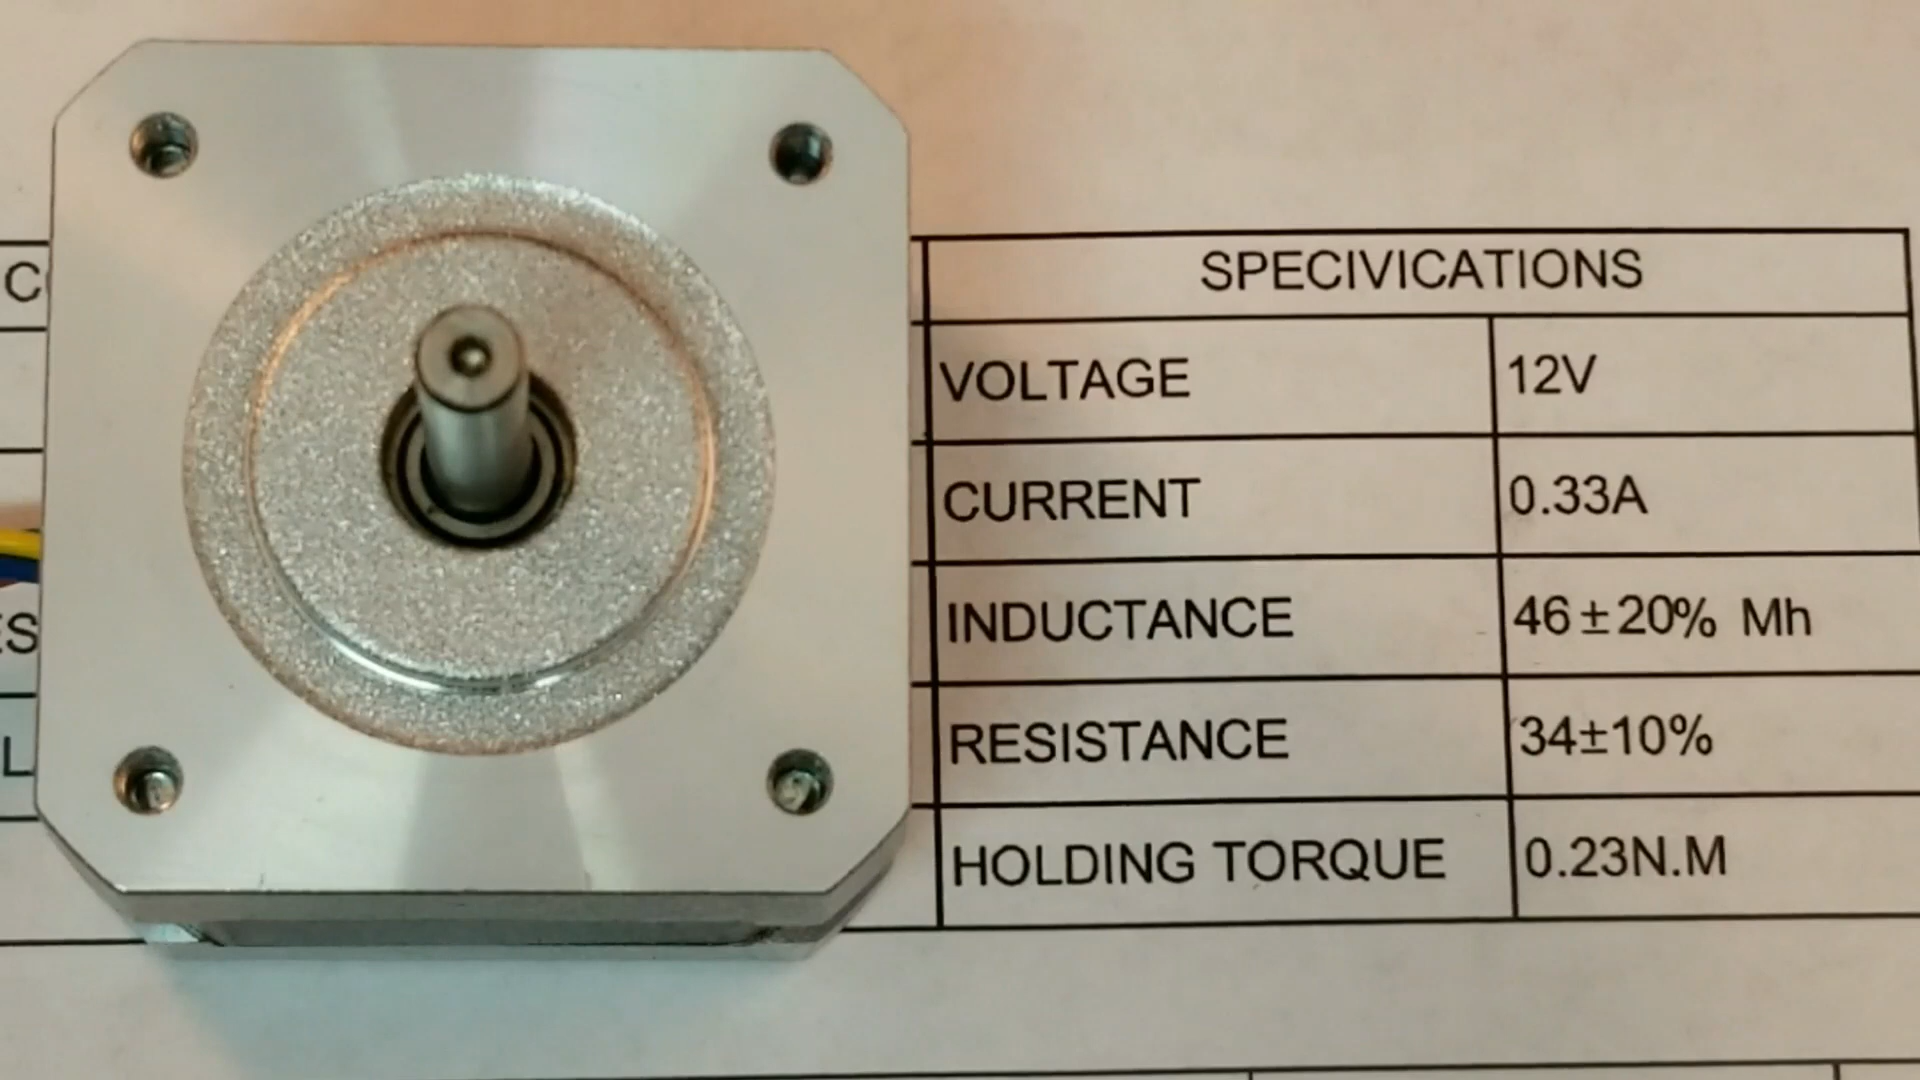 SPECIVICATIONS
VOLTAGE 12V
CURRENT 0.33A
INDUCTANCE 46±20% Mh
RESISTANCE 34±10%
HOLDING TORQUE 0.23N.M